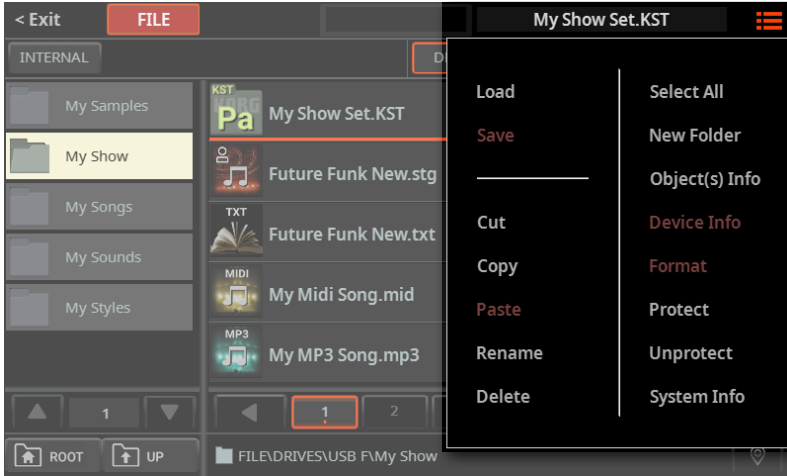 < Exit
FILE
My Show Set.KST
INTERNAL
My Samples
My Show
My Songs
My Sounds
My Styles
KST
KORG
Pa
My Show Set.KST
Future Funk New.stg
TXT
Future Funk New.txt
MIDI
My Midi Song.mid
MP3
My MP3 Song.mp3
Load
Save
Cut
Copy
Paste
Rename
Delete
Select All
New Folder
Object(s) Info
Device Info
Format
Protect
Unprotect
System Info
1
1
2
ROOT
UP
FILE\DRIVES\USB F\My Show